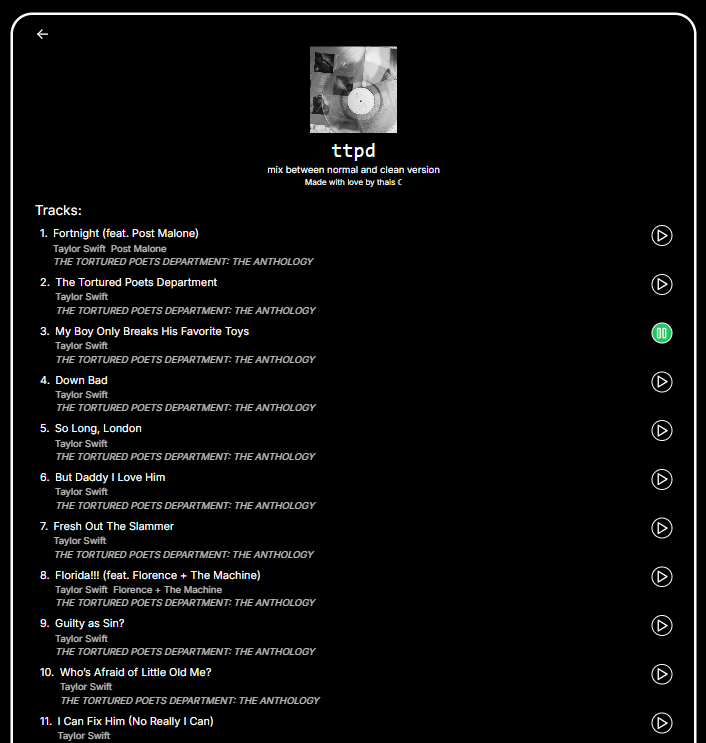 ttpd
mix between normal and clean version
Made with love by thais ☾
Tracks:
1. Fortnight (feat. Post Malone)
Taylor Swift Post Malone
THE TORTURED POETS DEPARTMENT: THE ANTHOLOGY
2. The Tortured Poets Department
Taylor Swift
THE TORTURED POETS DEPARTMENT: THE ANTHOLOGY
3. My Boy Only Breaks His Favorite Toys
Taylor Swift
THE TORTURED POETS DEPARTMENT: THE ANTHOLOGY
4. Down Bad
Taylor Swift
THE TORTURED POETS DEPARTMENT: THE ANTHOLOGY
5. So Long, London
Taylor Swift
THE TORTURED POETS DEPARTMENT: THE ANTHOLOGY
6. But Daddy I Love Him
Taylor Swift
THE TORTURED POETS DEPARTMENT: THE ANTHOLOGY
7. Fresh Out The Slammer
Taylor Swift
THE TORTURED POETS DEPARTMENT: THE ANTHOLOGY
8. Florida!!! (feat. Florence + The Machine)
Taylor Swift Florence + The Machine
THE TORTURED POETS DEPARTMENT: THE ANTHOLOGY
9. Guilty as Sin?
Taylor Swift
THE TORTURED POETS DEPARTMENT: THE ANTHOLOGY
10. Who's Afraid of Little Old Me?
Taylor Swift
THE TORTURED POETS DEPARTMENT: THE ANTHOLOGY
11. I Can Fix Him (No Really I Can)
Taylor Swift